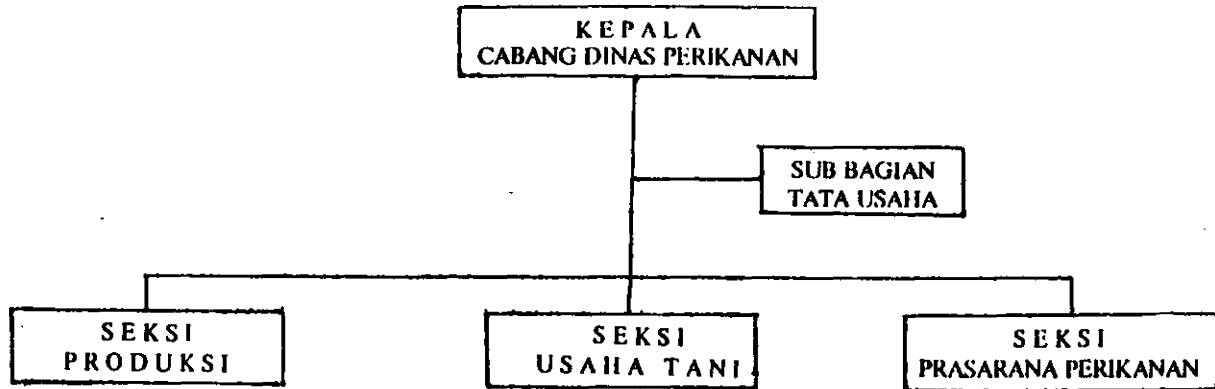 KEPALA
CABANG DINAS PERIKANAN
SUB BAGIAN
TATA USAHA
SEKSI
PRODUKSI
SEKSI
USAHA TANI
SEKSI
PRASARANA PERIKANAN